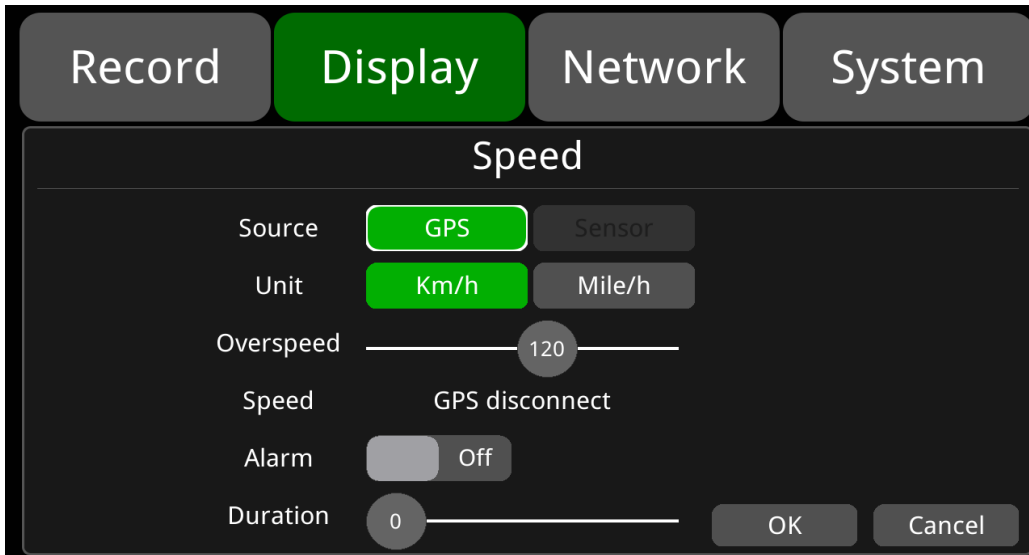 Record Display Network System
Speed
Source GPS Sensor
Unit Km/h Mile/h
Overspeed 120
Speed GPS disconnect
Alarm Off
Duration 0 OK Cancel